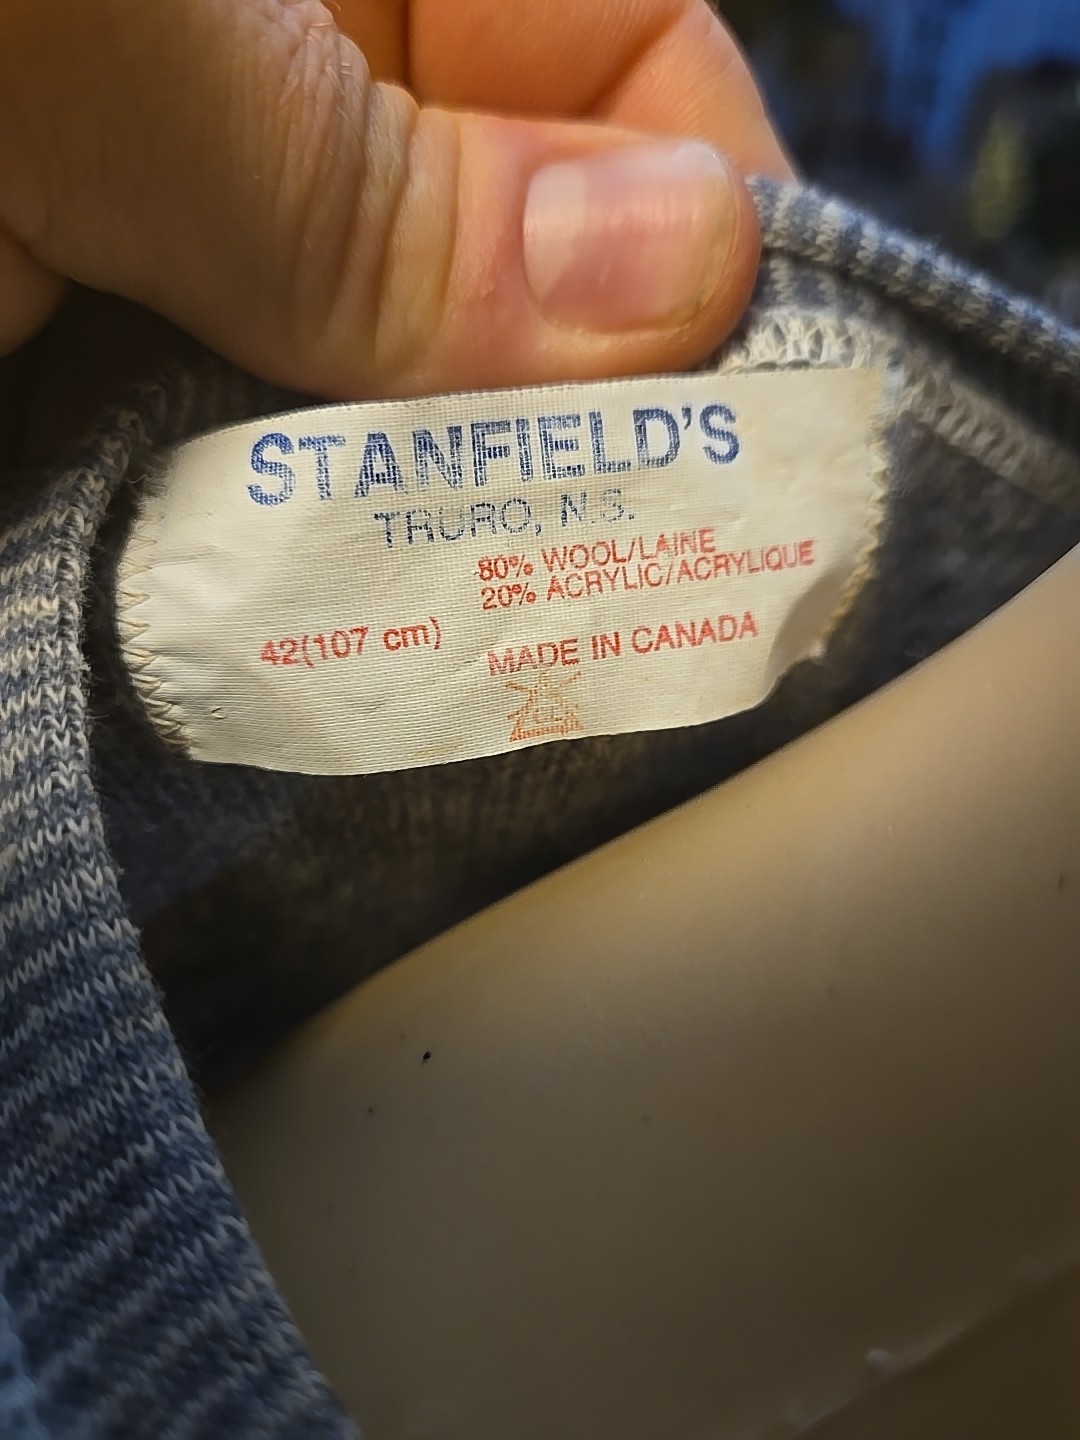 STANFIELD'S
TRURO, N.S.
80% WOOL/LAINE
20% ACRYLIC/ACRYLIQUE
42(107 cm)
MADE IN CANADA